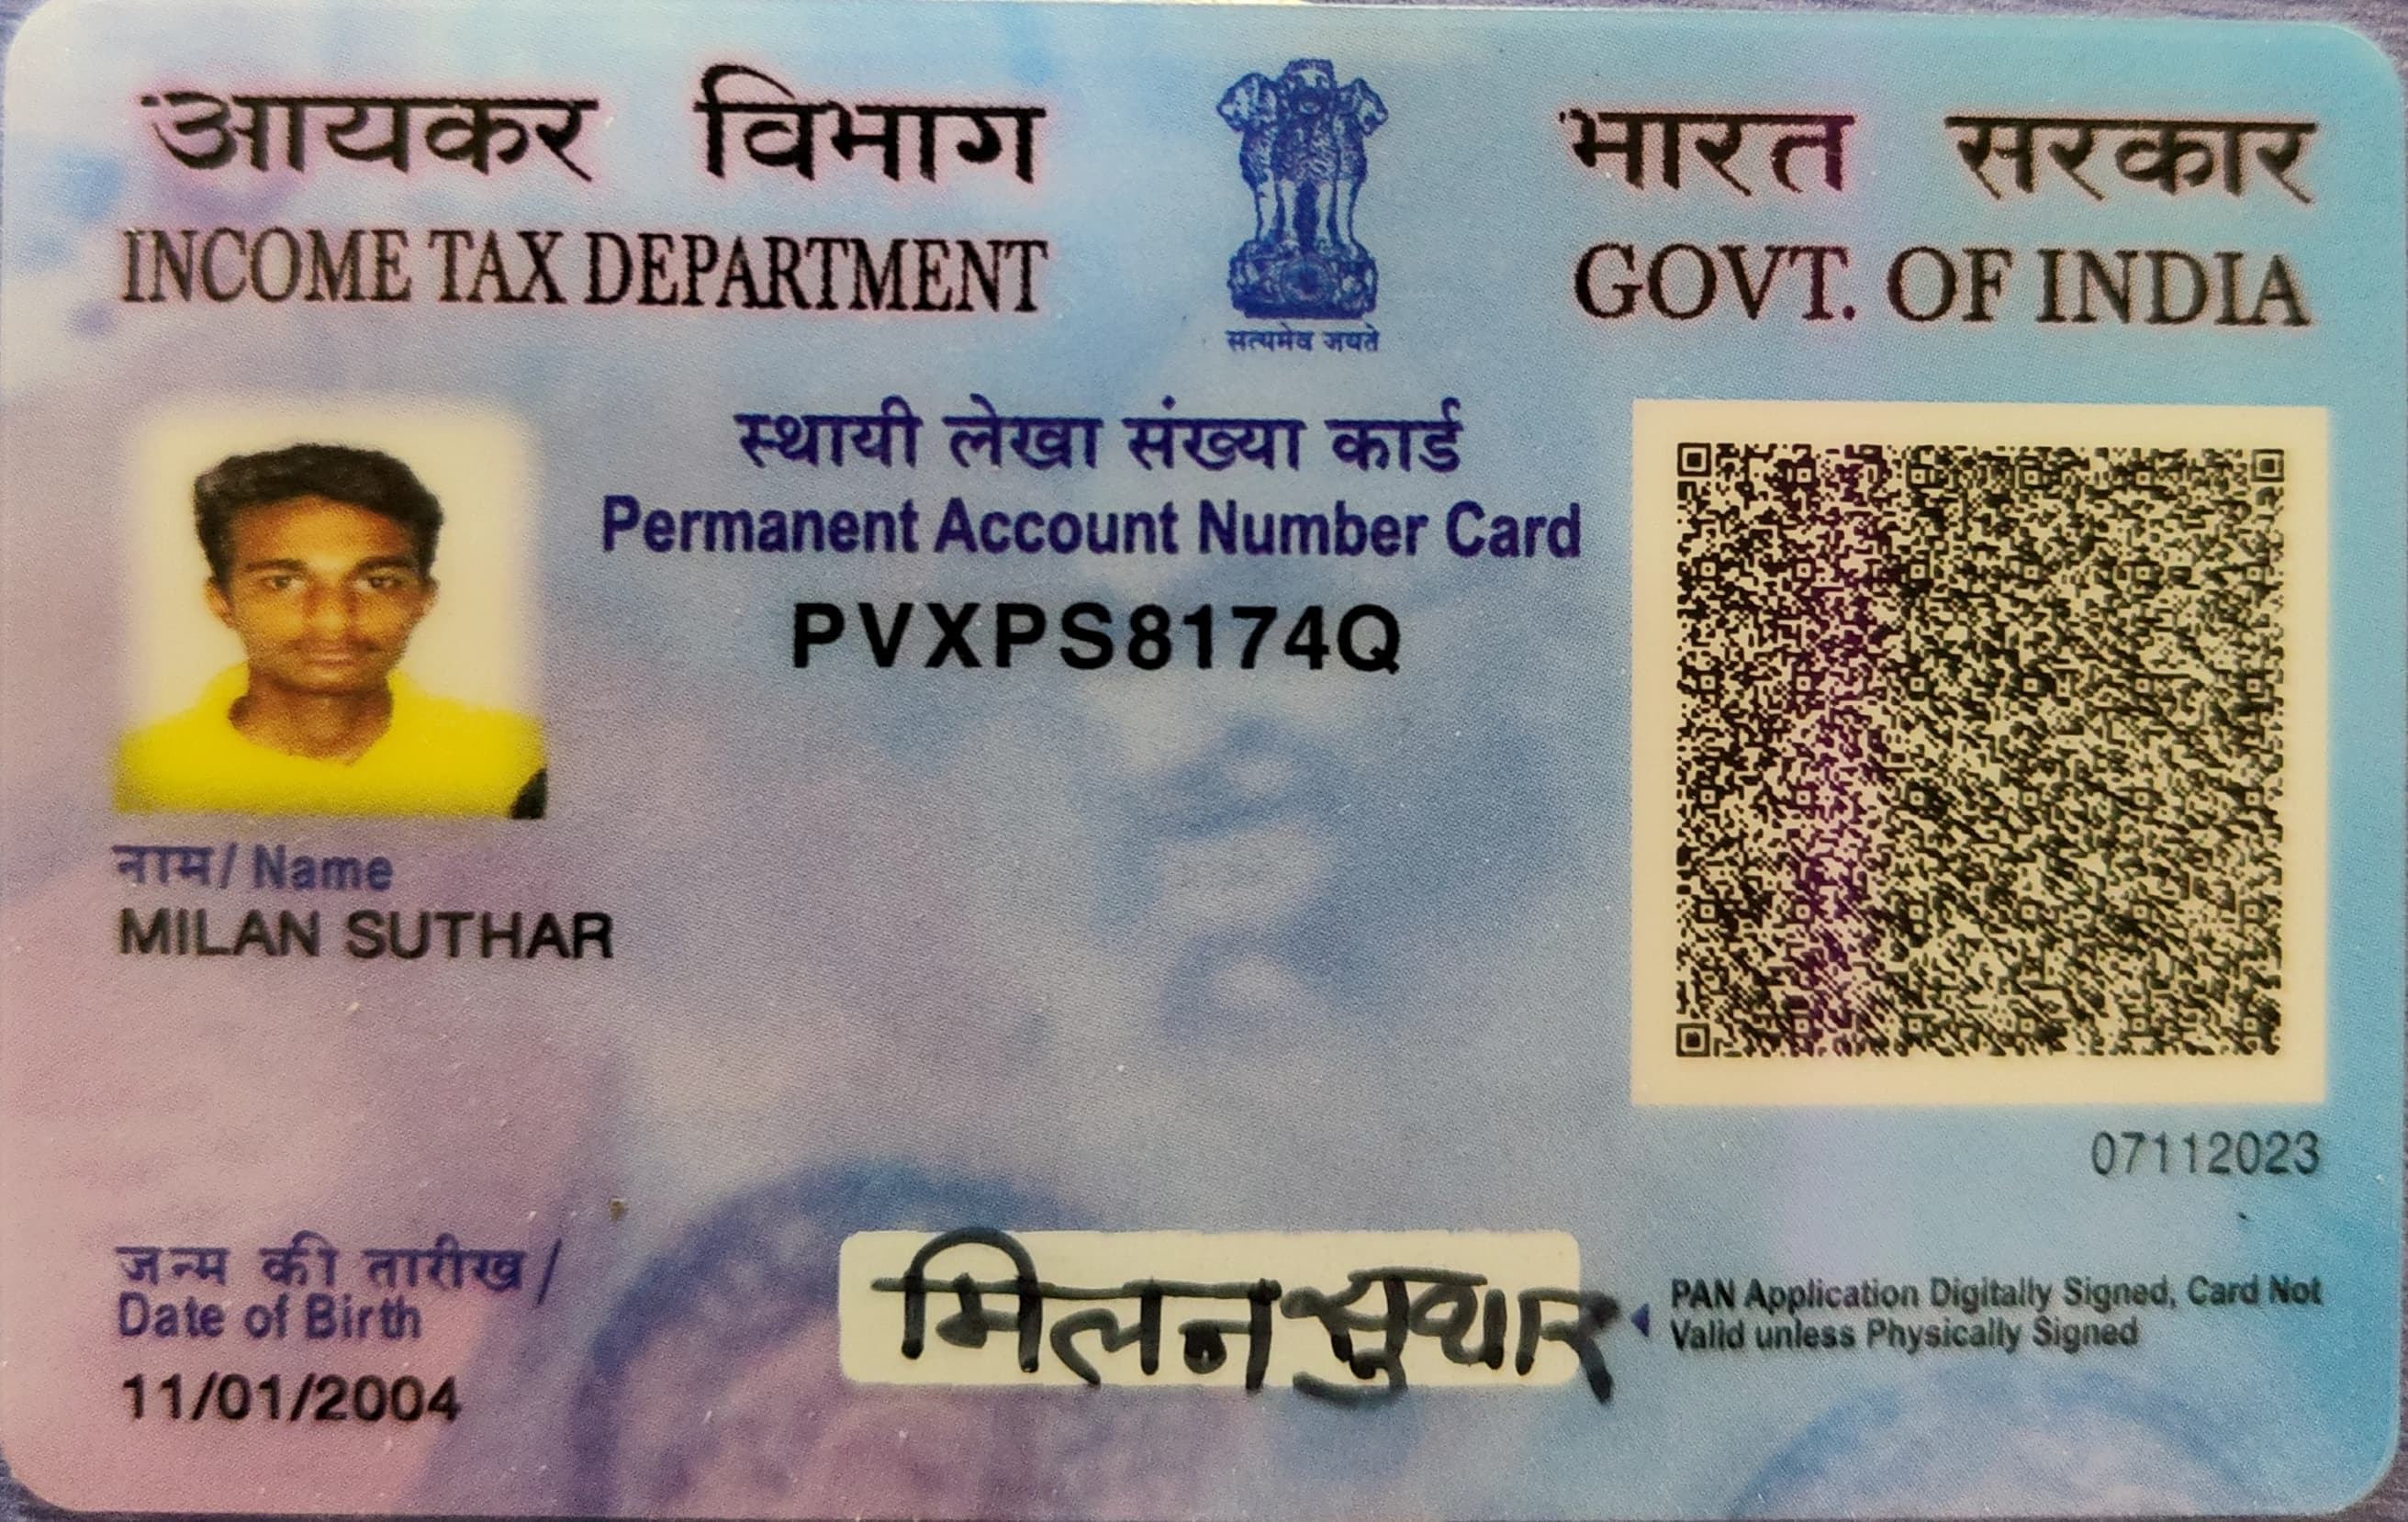 आयकर विभाग
INCOME TAX DEPARTMENT
सत्यमेव जयते
भारत सरकार
GOVT. OF INDIA
स्थायी लेखा संख्या कार्ड
Permanent Account Number Card
PVXPS8174Q
नाम/ Name
MILAN SUTHAR
07112023
जन्म की तारीख /
Date of Birth
11/01/2004
मिलन सुथार
PAN Application Digitally Signed, Card Not
Valid unless Physically Signed